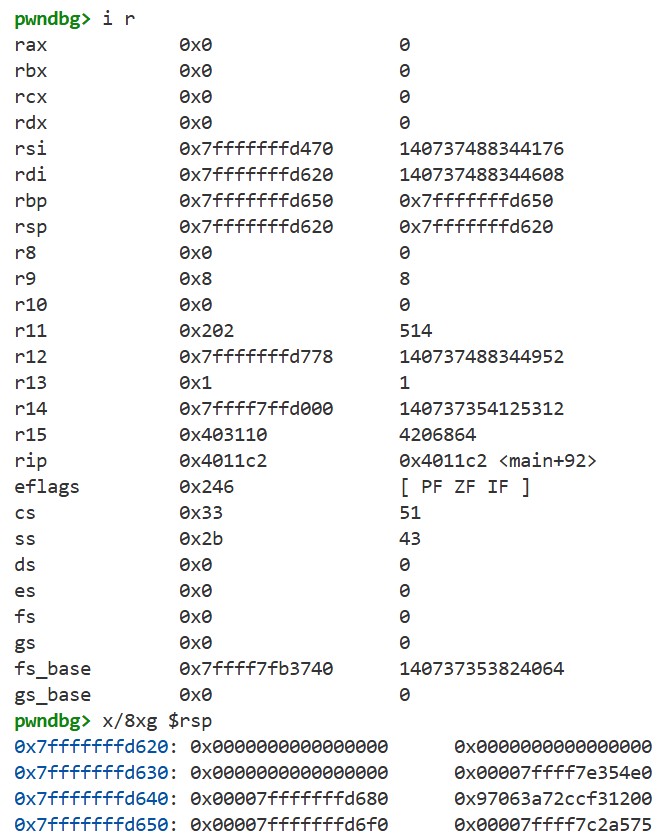 pwndbg> i r
rax 0x0 0
rbx 0x0 0
rcx 0x0 0
rdx 0x0 0
rsi 0x7fffffffd470 140737488344176
rdi 0x7fffffffd620 140737488344608
rbp 0x7fffffffd650 0x7fffffffd650
rsp 0x7fffffffd620 0x7fffffffd620
r8 0x0 0
r9 0x8 8
r10 0x0 0
r11 0x202 514
r12 0x7fffffffd778 140737488344952
r13 0x1 1
r14 0x7ffff7ffd000 140737354125312
r15 0x403110 4206864
rip 0x4011c2 0x4011c2 <main+92>
eflags 0x246 [ PF ZF IF ]
cs 0x33 51
ss 0x2b 43
ds 0x0 0
es 0x0 0
fs 0x0 0
gs 0x0 0
fs_base 0x7ffff7fb3740 140737353824064
gs_base 0x0 0
pwndbg> x/8xg $rsp
0x7fffffffd620: 0x0000000000000000 0x0000000000000000
0x7fffffffd630: 0x0000000000000000 0x00007ffff7e354e0
0x7fffffffd640: 0x00007fffffffd680 0x97063a72ccf31200
0x7fffffffd650: 0x00007fffffffd6f0 0x00007ffff7c2a575